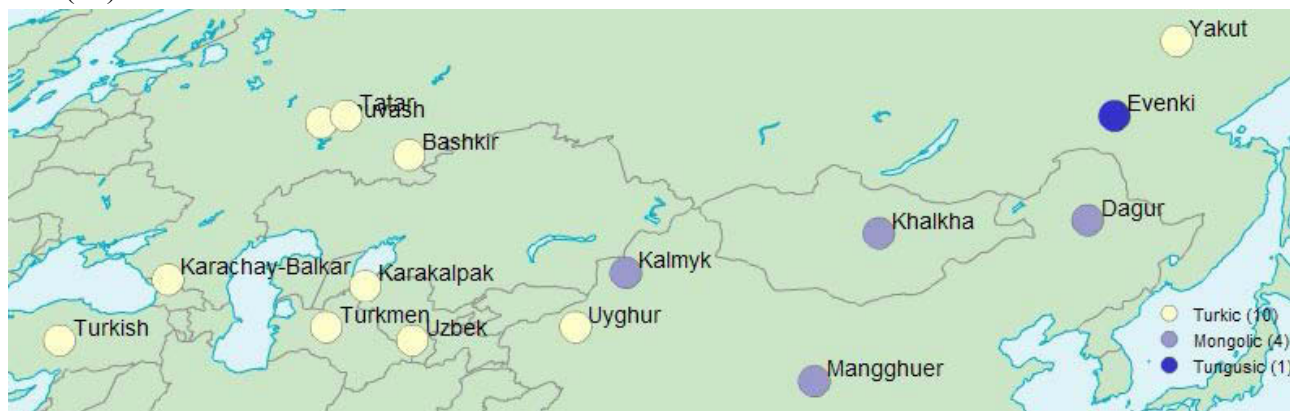 Yakut
Evenki
Tatar
Bashkir
Dagur
Khalkha
Kalmyk
Karachay-Balkar
Karakalpak
Turkish
Turkmen
Uzbek
Uyghur
Mangghuer
Turkic (10)
Mongolic (4)
Tungusic (1)